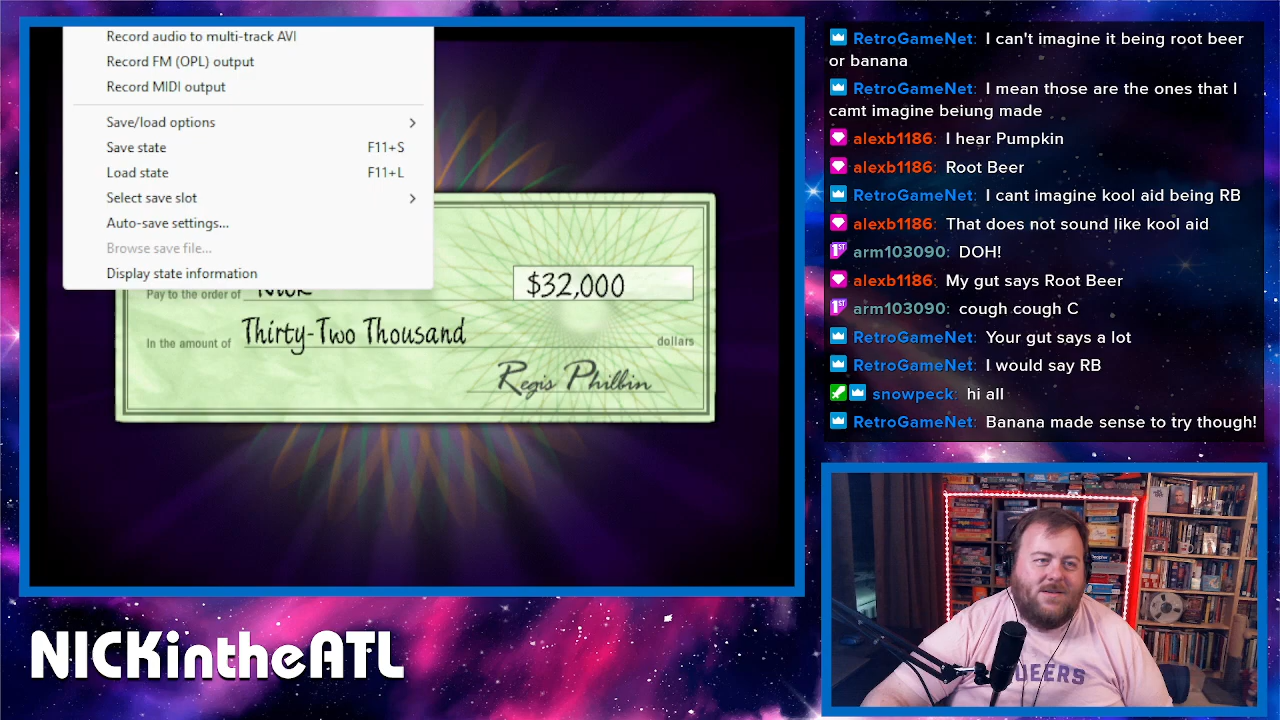 Record audio to multi-track AVI
Record FM (OPL) output
Record MIDI output
Save/load options
Save state F11+S
Load state F11+L
Select save slot
Auto-save settings...
Browse save file...
Display state information
Pay to the order of Nick $32,000
In the amount of Thirty-Two Thousand dollars
Regis Philbin
NICKintheATL
RetroGameNet: I can't imagine it being root beer
or banana
RetroGameNet: I mean those are the ones that I
camt imagine beiung made
alexb1186: I hear Pumpkin
alexb1186: Root Beer
RetroGameNet: I cant imagine kool aid being RB
alexb1186: That does not sound like kool aid
1ST arm103090: DOH!
alexb1186: My gut says Root Beer
1ST arm103090: cough cough C
RetroGameNet: Your gut says a lot
RetroGameNet: I would say RB
snowpeck: hi all
RetroGameNet: Banana made sense to try though!